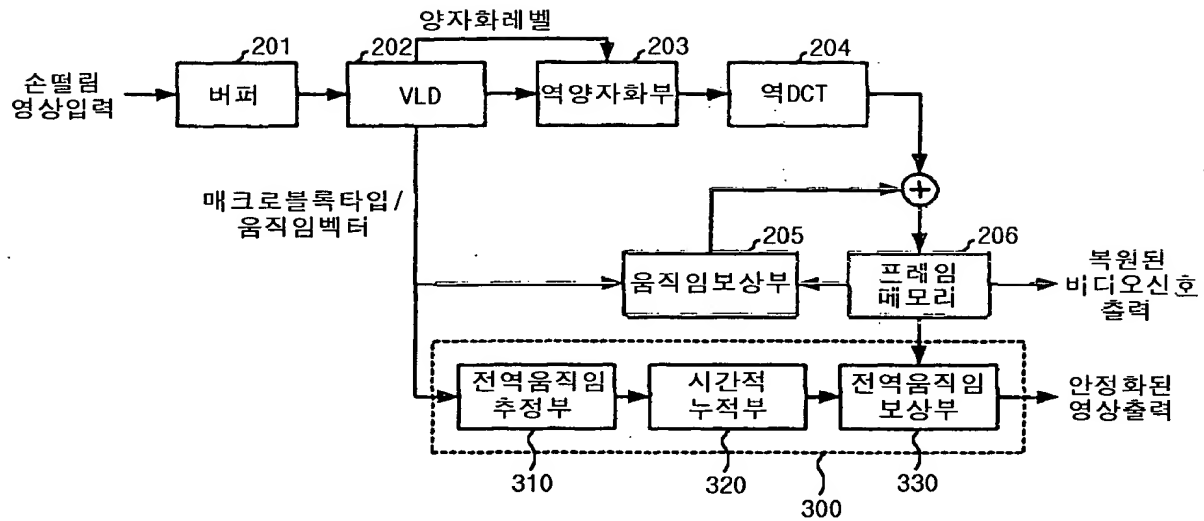 양자화레벨
201
202
203
204
손떨림
영상입력
버퍼
VLD
역양자화부
역DCT
매크로블록타입/
움직임벡터
+
205
206
움직임보상부
프레임
메모리
복원된
비디오신호
출력
전역움직임
추정부
시간적
누적부
전역움직임
보상부
안정화된
영상출력
310
320
330
300